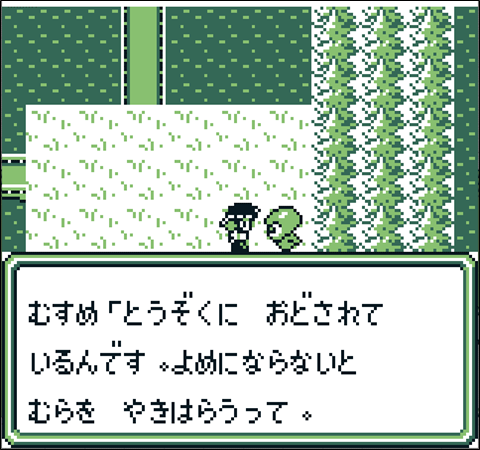 むすめ「とうぞくに　おどされて
いるんです。よめにならないと
むらを　やきはらうって。